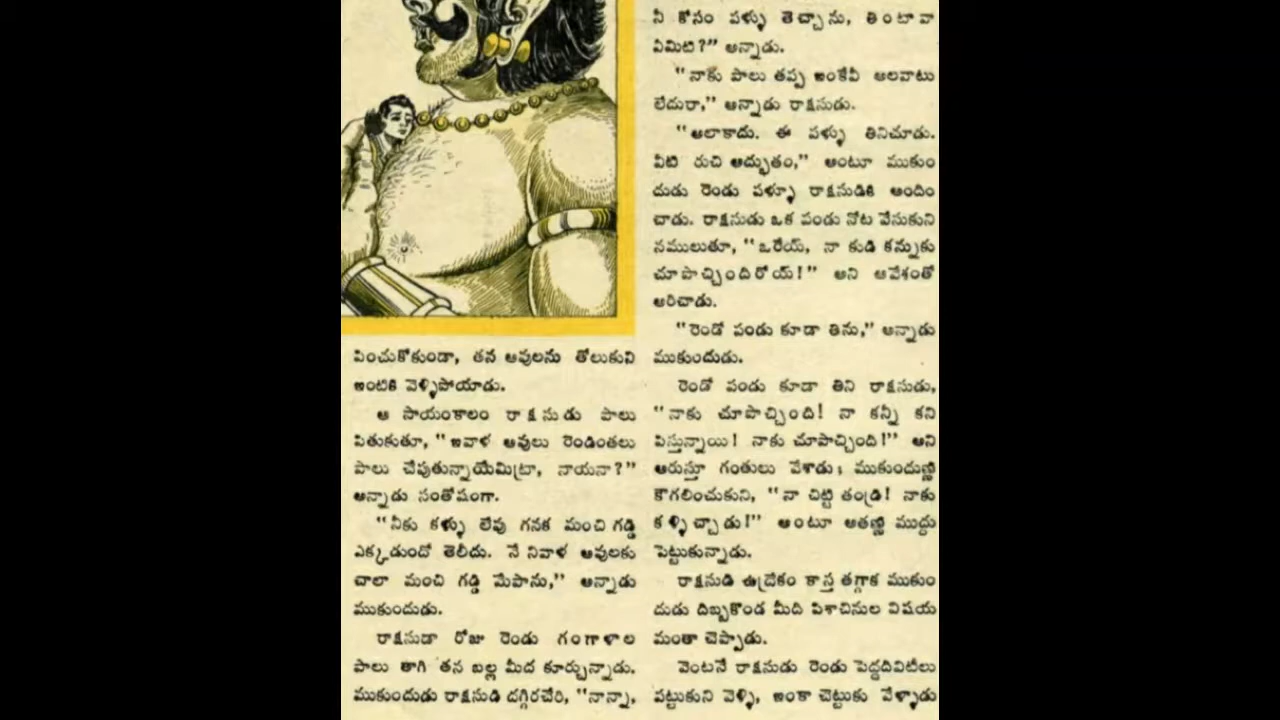 పించుకోకుండా, తన ఆవులను తోలుకుని
ఇంటికి వెళ్ళిపోయాడు.
ఆ సాయంకాలం రాక్షసుడు పాలు
పితుకుతూ, "ఇవాళ ఆవులు రెండింతలు
పాలు చేపుతున్నాయేమిట్రా, నాయనా?"
అన్నాడు సంతోషంగా.
"నీకు కళ్ళు లేవు గనక మంచి గడ్డి
ఎక్కడుందో తెలీదు. నే నివాళ ఆవులకు
చాలా మంచి గడ్డి మేపాను," అన్నాడు
ముకుందుడు.
రాక్షసుడా రోజు రెండు గంగాళాల
పాలు తాగి తన బల్ల మీద కూర్చున్నాడు.
ముకుందుడు రాక్షసుడి దగ్గిరచేరి, "నాన్నా,
నీ కోసం పళ్ళు తెచ్చాను, తింటావా
ఏమిటి?" అన్నాడు.
"నాకు పాలు తప్ప ఇంకేవీ అలవాటు
లేదురా," అన్నాడు రాక్షసుడు.
"అలాకాదు. ఈ పళ్ళు తినిచూడు.
వీటి రుచి అద్భుతం," అంటూ ముకుం
దుడు రెండు పళ్ళూ రాక్షసుడికి అందిం
చాడు. రాక్షసుడు ఒక పండు నోట వేసుకుని
నములుతూ, "ఒరేయ్, నా కుడి కన్నుకు
చూపొచ్చిందిరోయ్!" అని ఆవేశంతో
అరిచాడు.
"రెండో పండు కూడా తిను," అన్నాడు
ముకుందుడు.
రెండో పండు కూడా తిని రాక్షసుడు,
"నాకు చూపొచ్చింది! నా కన్నీ కని
పిస్తున్నాయి! నాకు చూపొచ్చింది!" అని
అరుస్తూ గంతులు వేశాడు; ముకుందుణ్ణి
కౌగలించుకుని, "నా చిట్టి తండ్రి! నాకు
కళ్ళిచ్చాడు!" అంటూ అతణ్ణి ముద్దు
పెట్టుకున్నాడు.
రాక్షసుడి ఉద్రేకం కాస్త తగ్గాక ముకుం
దుడు దిబ్బకొండ మీది పిశాచినుల విషయ
మంతా చెప్పాడు.
వెంటనే రాక్షసుడు రెండు పెద్దదివిటీలు
పట్టుకుని వెళ్ళి, ఇంకా చెట్టుకు వేళ్ళాడు